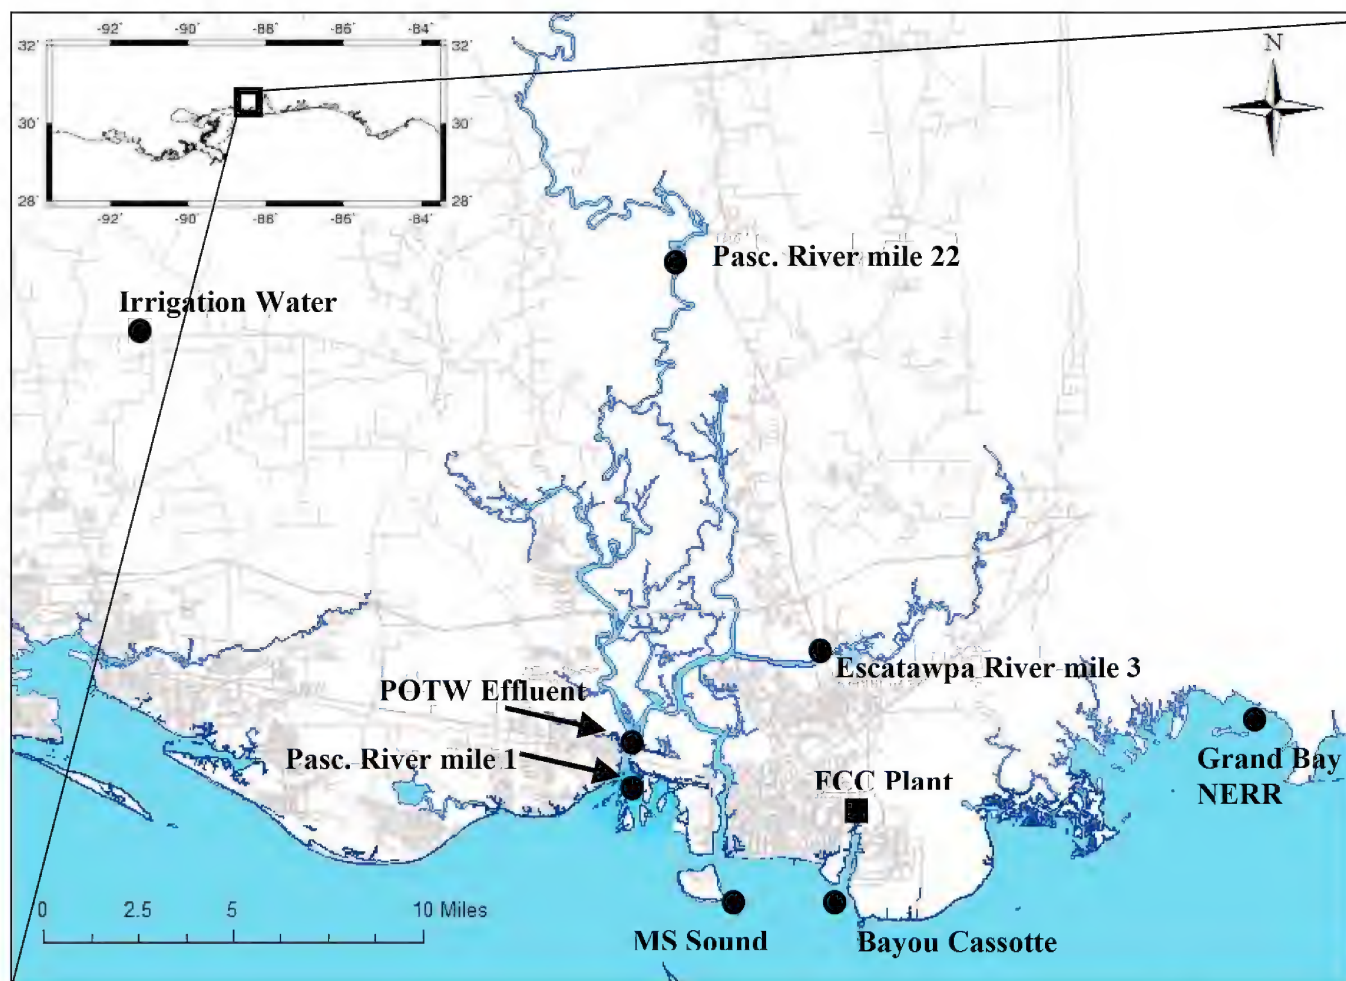 -92° -90° -88° -86° -84°
32° 32°
30° 30°
28° 28°
-92° -90° -88° -86° -84°
N
Pasc. River mile 22
Irrigation Water
Escatawpa River mile 3
POTW Effluent
Pasc. River mile 1
FCC Plant
Grand Bay
NERR
0 2.5 5 10 Miles
MS Sound
Bayou Cassotte